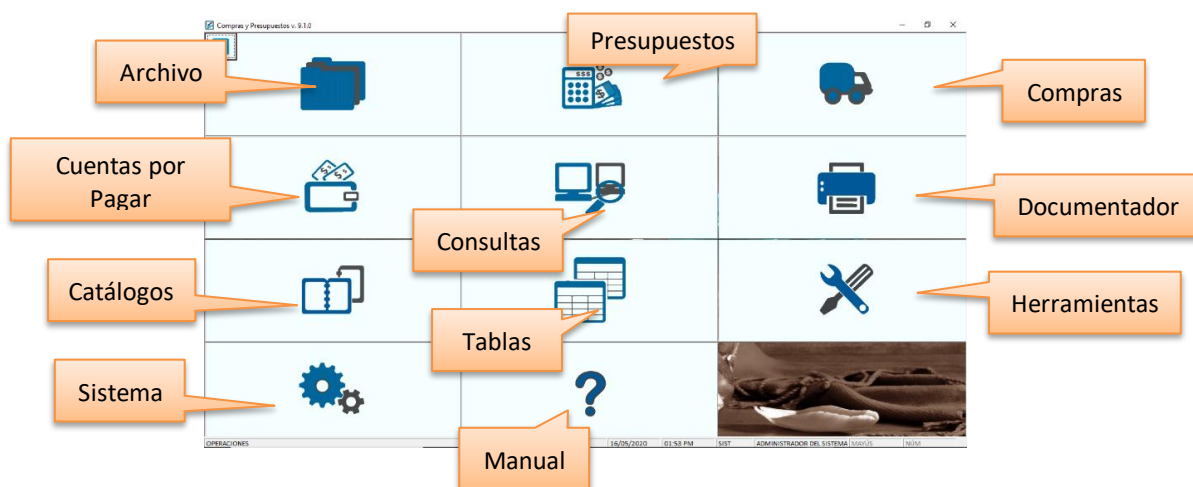 Compras y Presupuestos v. 9.1.0
Presupuestos
Archivo
$$$
Compras
Cuentas por
Pagar
Consultas
Documentador
Catálogos
Tablas
Herramientas
Sistema
Manual
OPERACIONES
16/05/2020
01:53 PM
SIST
ADMINISTRADOR DEL SISTEMA
MAYÚS
NÚM